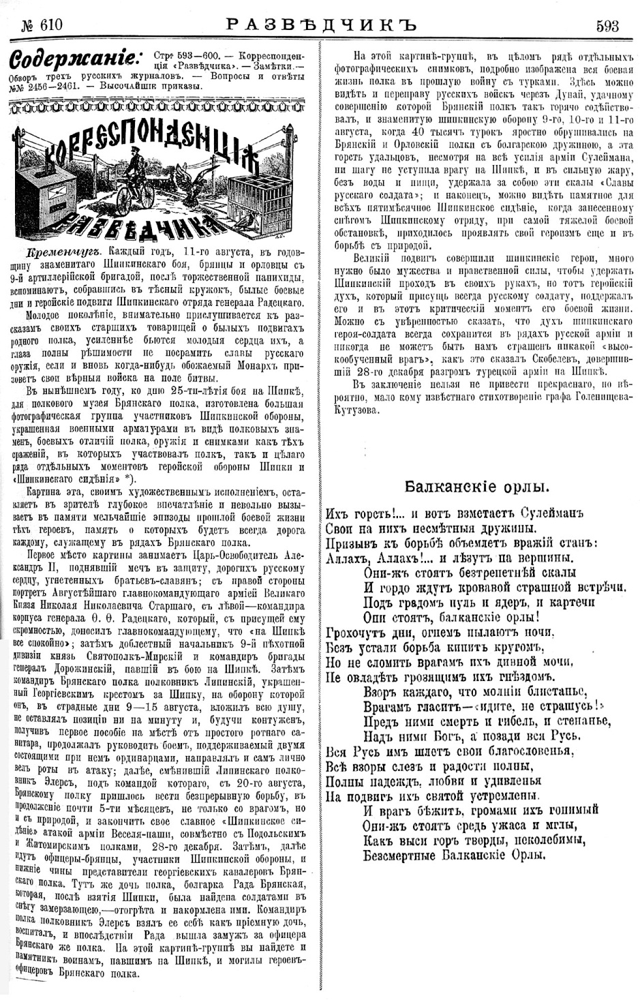 № 610
РАЗВѢДЧИКЪ
593
Содержаніе: Стр. 593—600. — Корреспонден-
ція «Развѣдчика». — Замѣтки.—
Обзоръ трехъ русскихъ журналовъ. — Вопросы и отвѣты
№№ 2456—2461. — Высочайшіе приказы.
КОРРЕСПОНДЕНЦІЯ
РАЗВѢДЧИКА
Кременчугъ. Каждый годъ, 11-го августа, въ годов-
щину знаменитаго Шипкинскаго боя, брянцы и орловцы съ
9-й артиллерійской бригадой, послѣ торжественной панихиды,
вспоминаютъ, собравшись въ тѣсный кружокъ, былые боевые
дни и геройскіе подвиги Шипкинскаго отряда генерала Радецкаго.
Молодое поколѣніе, внимательно прислушивается къ раз-
сказамъ своихъ старшихъ товарищей о былыхъ подвигахъ
родного полка, усиленнѣе бьются молодыя сердца ихъ, а
глаза полны рѣшимости не посрамить славы русскаго
оружія, если и вновь когда-нибудь обожаемый Монархъ при-
зоветъ свои вѣрныя войска на поле битвы.
Въ нынѣшнемъ году, ко дню 25-ти-лѣтія боя на Шипкѣ,
для полкового музея Брянскаго полка, изготовлена большая
фотографическая группа участниковъ Шипкинской обороны,
украшенная военными арматурами въ видѣ полковыхъ зна-
менъ, боевыхъ отличій полка, оружія и снимками какъ тѣхъ
сраженій, въ которыхъ участвовалъ полкъ, такъ и цѣлаго
ряда отдѣльныхъ моментовъ геройской обороны Шипки и
«Шипкинскаго сидѣнія» *).
Картина эта, своимъ художественнымъ исполненіемъ, оста-
вляетъ въ зрителѣ глубокое впечатлѣніе и невольно вызы-
ваетъ въ памяти мельчайшіе эпизоды прошлой боевой жизни
тѣхъ героевъ, память о которыхъ будетъ всегда дорога
каждому, служащему въ рядахъ Брянскаго полка.
Первое мѣсто картины занимаетъ Царь-Освободитель Але-
ксандръ II, поднявшій мечъ въ защиту, дорогихъ русскому
сердцу, угнетенныхъ братьевъ-славянъ; съ правой стороны
портретъ Августѣйшаго главнокомандующаго арміей Великаго
Князя Николая Николаевича Старшаго, съ лѣвой—командира
корпуса генерала Ѳ. Ѳ. Радецкаго, который, съ присущей ему
скромностью, доносилъ главнокомандующему, что «на Шипкѣ
все спокойно»; затѣмъ доблестный начальникъ 9-й пѣхотной
дивизіи князь Святополкъ-Мирскій и командиръ бригады
генералъ Дорожинскій, павшій въ бою на Шипкѣ. Затѣмъ
командиръ Брянскаго полка полковникъ Липинскій, украшен-
ный Георгіевскимъ крестомъ за Шипку, на оборону которой
онъ, въ страдные дни 9—15 августа, вложилъ всю душу,
не оставлялъ позиціи ни на минуту и, будучи контуженъ,
получивъ первое пособіе на мѣстѣ отъ простого ротнаго са-
нитара, продолжалъ руководить боемъ, поддерживаемый двумя
состоящими при немъ ординарцами, направлялъ и самъ лично
велъ роты въ атаку; далѣе, смѣнившій Липинскаго полко-
вникъ Элерсъ, подъ командой котораго, съ 20-го августа,
Брянскому полку пришлось вести безпрерывную борьбу, въ
продолженіе почти 5-ти мѣсяцевъ, не только со врагомъ, но
и съ природой, и закончить свое славное «Шипкинское си-
дѣніе» атакой арміи Веселя-паши, совмѣстно съ Подольскимъ
и Житомирскимъ полками, 28-го декабря. Затѣмъ, далѣе
идутъ офицеры-брянцы, участники Шипкинской обороны, и
нижніе чины представители георгіевскихъ кавалеровъ Брян-
скаго полка. Тутъ же дочь полка, болгарка Рада Брянская,
которая, послѣ взятія Шипки, была найдена солдатами въ
снѣгу замерзающею,—отогрѣта и накормлена ими. Командиръ
полка полковникъ Элерсъ взялъ ее себѣ какъ пріемную дочь,
воспиталъ, и впослѣдствіи Рада вышла замужъ за офицера
Брянскаго же полка. На этой картинѣ-группѣ вы найдете и
памятникъ воинамъ, павшимъ на Шипкѣ, и могилы героевъ-
офицеровъ Брянскаго полка.
На этой картинѣ-группѣ, въ цѣломъ рядѣ отдѣльныхъ
фотографическихъ снимковъ, подробно изображена вся боевая
жизнь полка въ прошлую войну съ турками. Здѣсь можно
видѣть и переправу русскихъ войскъ черезъ Дунай, удачному
совершенію которой Брянскій полкъ такъ горячо содѣйство-
валъ, и знаменитую шипкинскую оборону 9-го, 10-го и 11-го
августа, когда 40 тысячъ турокъ яростно обрушивались на
Брянскій и Орловскій полки съ болгарскою дружиною, а эта
горсть удальцовъ, несмотря на всѣ усилія арміи Сулеймана,
ни шагу не уступила врагу на Шипкѣ, и въ сильную жару,
безъ воды и пищи, удержала за собою эти скалы «Славы
русскаго солдата»; и наконецъ, можно видѣть памятное для
всѣхъ пятимѣсячное Шипкинское сидѣніе, когда занесенному
снѣгомъ Шипкинскому отряду, при самой тяжелой боевой
обстановкѣ, приходилось проявлять свой героизмъ еще и въ
борьбѣ съ природой.
Великій подвигъ совершили шипкинскіе герои, много
нужно было мужества и нравственной силы, чтобы удержать
Шипкинскій проходъ въ своихъ рукахъ, но тотъ геройскій
духъ, который присущъ всегда русскому солдату, поддержалъ
его и въ этотъ критическій моментъ его боевой жизни.
Можно съ увѣренностью сказать, что духъ шипкинскаго
героя-солдата всегда сохранится въ рядахъ русской арміи и
никогда не можетъ быть намъ страшенъ никакой «высо-
кообученный врагъ», какъ это сказалъ Скобелевъ, довершив-
шій 28-го декабря разгромъ турецкой арміи на Шипкѣ.
Въ заключеніе нельзя не привести прекраснаго, но вѣ-
роятно, мало кому извѣстнаго стихотвореніе графа Голенищева-
Кутузова.
Балканскіе орлы.
Ихъ горсть!... и вотъ взметастъ Сулейманъ
Свои на нихъ несмѣтныя дружины.
Призывъ къ борьбѣ объемлетъ вражій станъ:
Аллахъ, Аллахъ!... и лѣзутъ на вершины.
Они-жъ стоятъ безтрепетнѣй скалы
И гордо ждутъ кровавой страшной встрѣчи.
Подъ градомъ пуль и ядеръ, и картечи
Они стоятъ, балканскіе орлы!
Грохочутъ дни, огнемъ пылаютъ ночи,
Безъ устали борьба кипитъ кругомъ,
Но не сломить врагамъ ихъ дивной мочи,
Не овладѣть грозящимъ ихъ гнѣздомъ.
Взоръ каждаго, что молніи блистанье,
Врагамъ гласитъ—«идите, не страшусь!»
Предъ ними смерть и гибель, и стенанье,
Надъ ними Богъ, а позади вся Русь.
Вся Русь имъ шлетъ свои благословенья,
Всѣ взоры слезъ и радости полны,
Полны надеждъ, любви и удивленья
На подвигъ ихъ святой устремлены.
И врагъ бѣжитъ, громами ихъ гонимый
Они-жъ стоятъ средь ужаса и мглы,
Какъ выси горъ тверды, неколебимы,
Безсмертные Балканскіе Орлы.